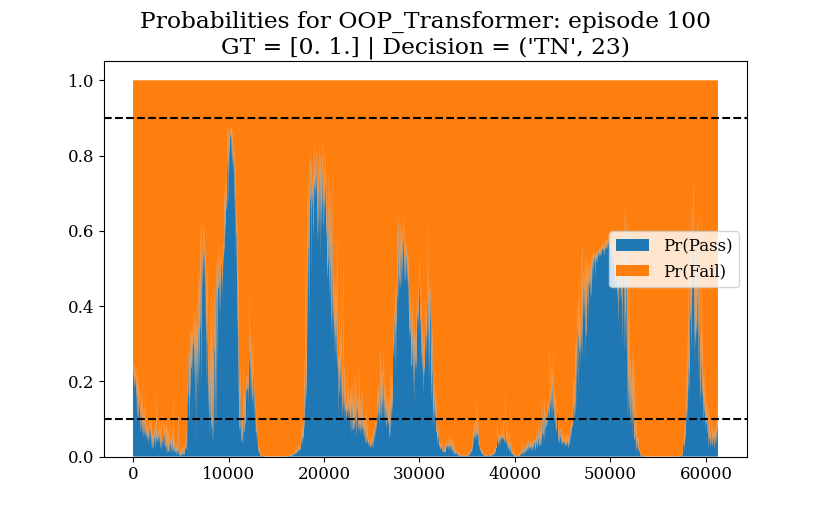 Probabilities for OOP_Transformer: episode 100
GT = [0. 1.] | Decision = ('TN', 23)
1.0
0.8
0.6
0.4
0.2
0.0
Pr(Pass)
Pr(Fail)
0 10000 20000 30000 40000 50000 60000